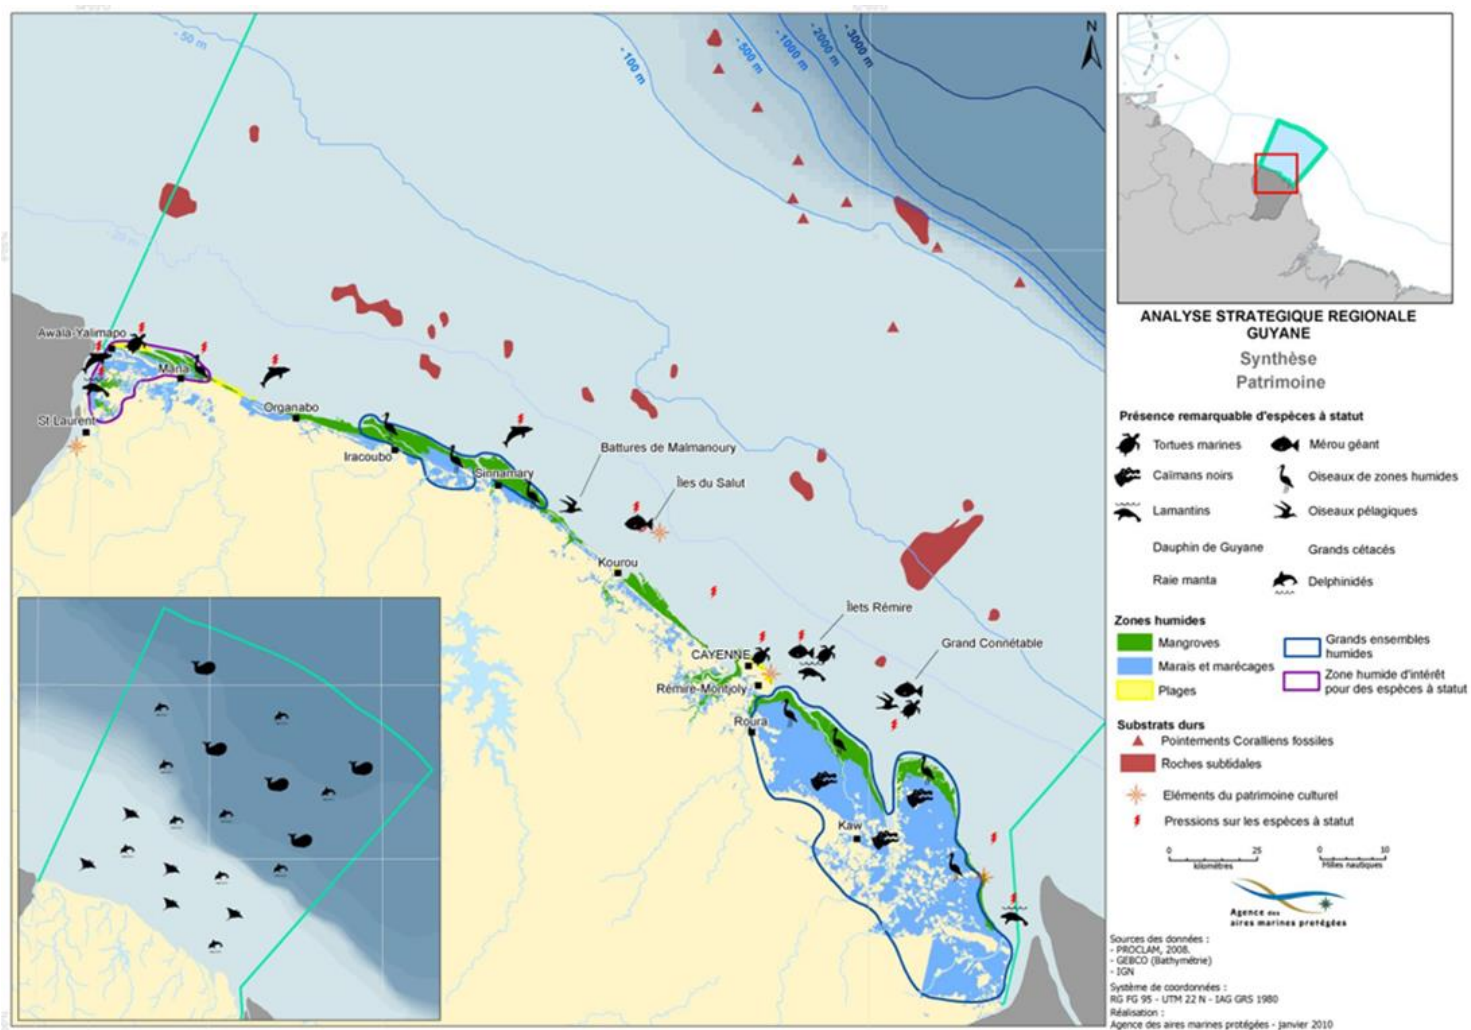 - 50 m
- 100 m
- 500 m
- 1000 m
- 2000 m
- 3000 m
N
Awala-Yalimapo
Mana
St Laurent
Organabo
Iracoubo
Sinnamary
Battures de Malmanoury
Îles du Salut
Kourou
Îlets Rémire
CAYENNE
Grand Connétable
Rémire-Montjoly
Roura
Kaw
ANALYSE STRATEGIQUE REGIONALE
GUYANE
Synthèse
Patrimoine
Présence remarquable d'espèces à statut
Tortues marines
Mérou géant
Caïmans noirs
Oiseaux de zones humides
Lamantins
Oiseaux pélagiques
Dauphin de Guyane
Grands cétacés
Raie manta
Delphinidés
Zones humides
Mangroves
Grands ensembles
humides
Marais et marécages
Zone humide d'intérêt
pour des espèces à statut
Plages
Substrats durs
Pointements Coralliens fossiles
Roches subtidales
Eléments du patrimoine culturel
Pressions sur les espèces à statut
0 25
kilomètres
0 10
Milles nautiques
Agence des
aires marines protégées
Sources des données :
- PROCLAM, 2008.
- GEBCO (Bathymétrie)
- IGN
Système de coordonnées :
RG FG 95 - UTM 22 N - IAG GRS 1980
Réalisation :
Agence des aires marines protégées - janvier 2010